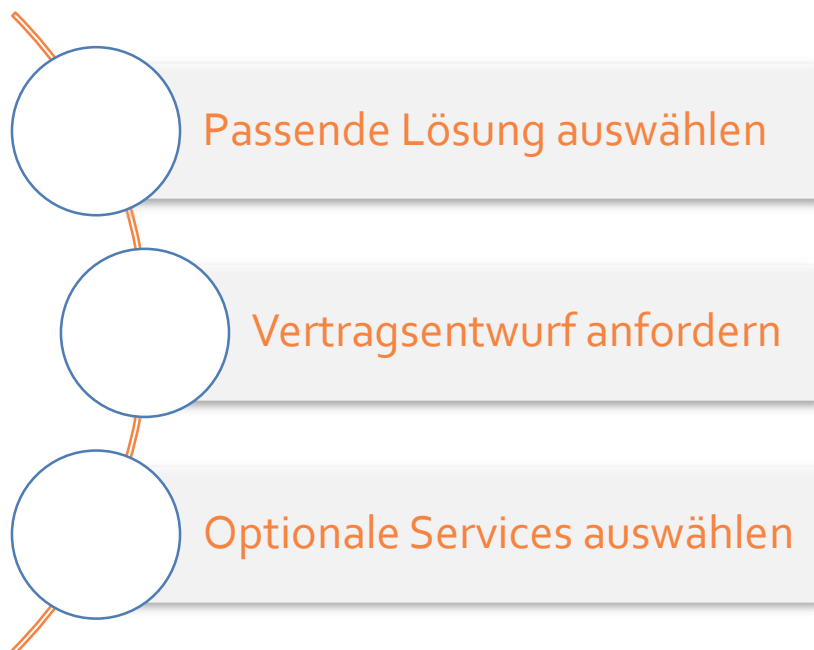 Passende Lösung auswählen
Vertragsentwurf anfordern
Optionale Services auswählen